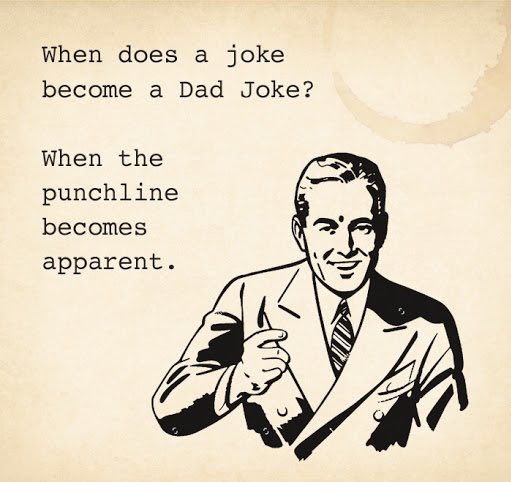 When does a joke
become a Dad Joke?
When the
punchline
becomes
apparent.